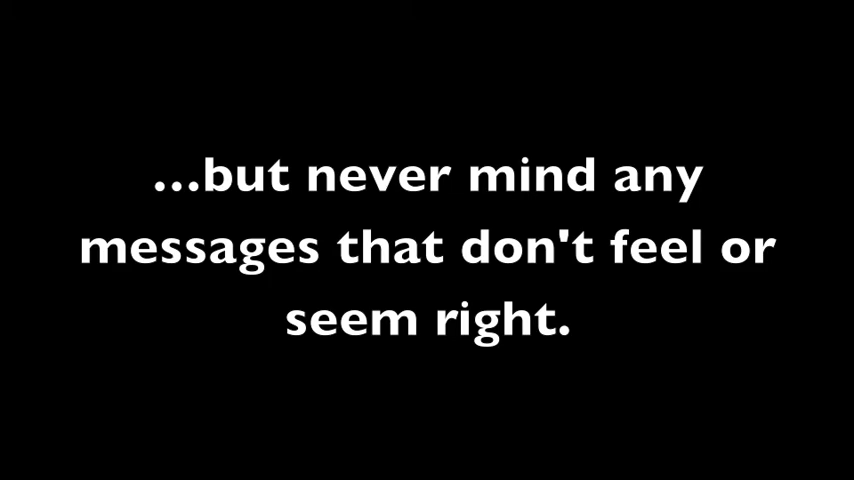 ...but never mind any
messages that don't feel or
seem right.